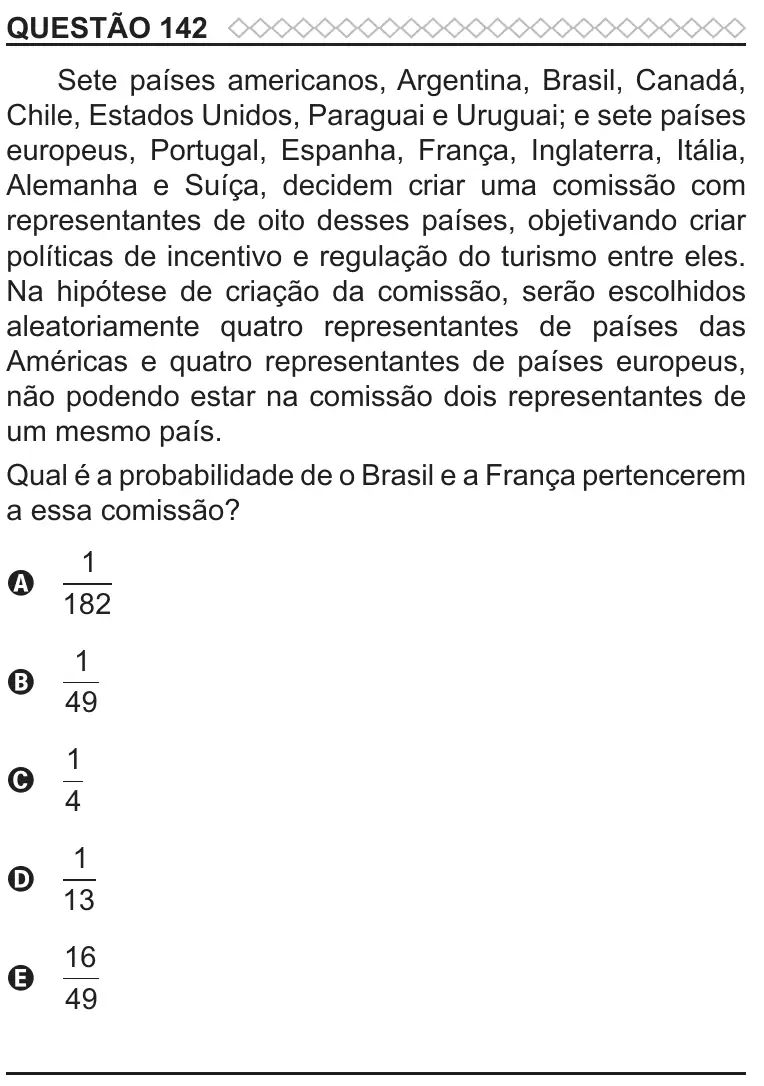 QUESTÃO 142
Sete países americanos, Argentina, Brasil, Canadá,
Chile, Estados Unidos, Paraguai e Uruguai; e sete países
europeus, Portugal, Espanha, França, Inglaterra, Itália,
Alemanha e Suíça, decidem criar uma comissão com
representantes de oito desses países, objetivando criar
políticas de incentivo e regulação do turismo entre eles.
Na hipótese de criação da comissão, serão escolhidos
aleatoriamente quatro representantes de países das
Américas e quatro representantes de países europeus,
não podendo estar na comissão dois representantes de
um mesmo país.
Qual é a probabilidade de o Brasil e a França pertencerem
a essa comissão?
A 1/182
B 1/49
C 1/4
D 1/13
E 16/49